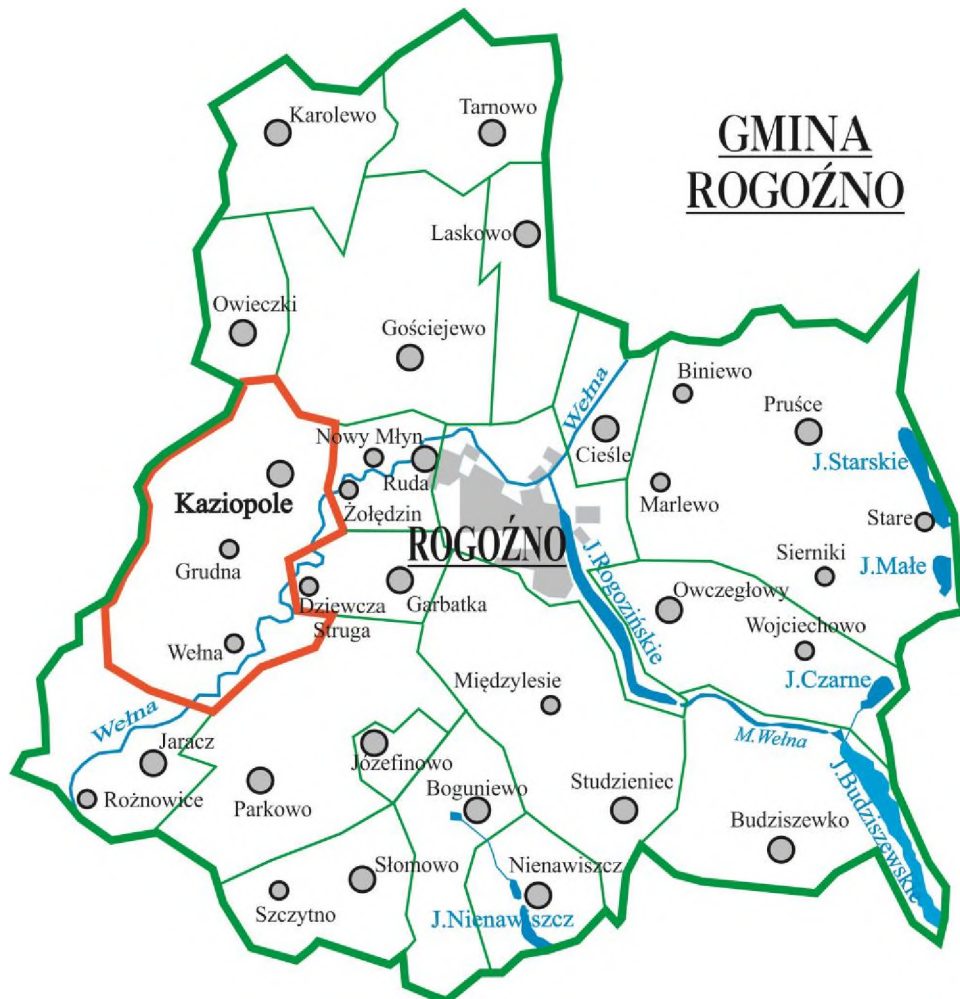 Karolewo
Tarnowo
GMINA
ROGOŹNO
Laskowo
Owieczki
Gościejewo
Biniewo
Wełna
Pruśce
Cieśle
Nowy Młyn
Ruda
J.Starskie
Kaziopole
Żołędzin
Marlewo
Stare
ROGOŹNO
Sierniki
J.Małe
Grudna
Dziewcza
Struga
Garbatka
J.Rogozińskie
Owczegłowy
Wojciechowo
Wełna
Międzylesie
J.Czarne
Wełna
M.Wełna
Jaracz
Józefinowo
Rożnowice
Parkowo
Boguniewo
Studzieniec
Budziszewko
J.Budziszewskie
Słomowo
Nienawiszcz
Szczytno
J.Nienawiszcz